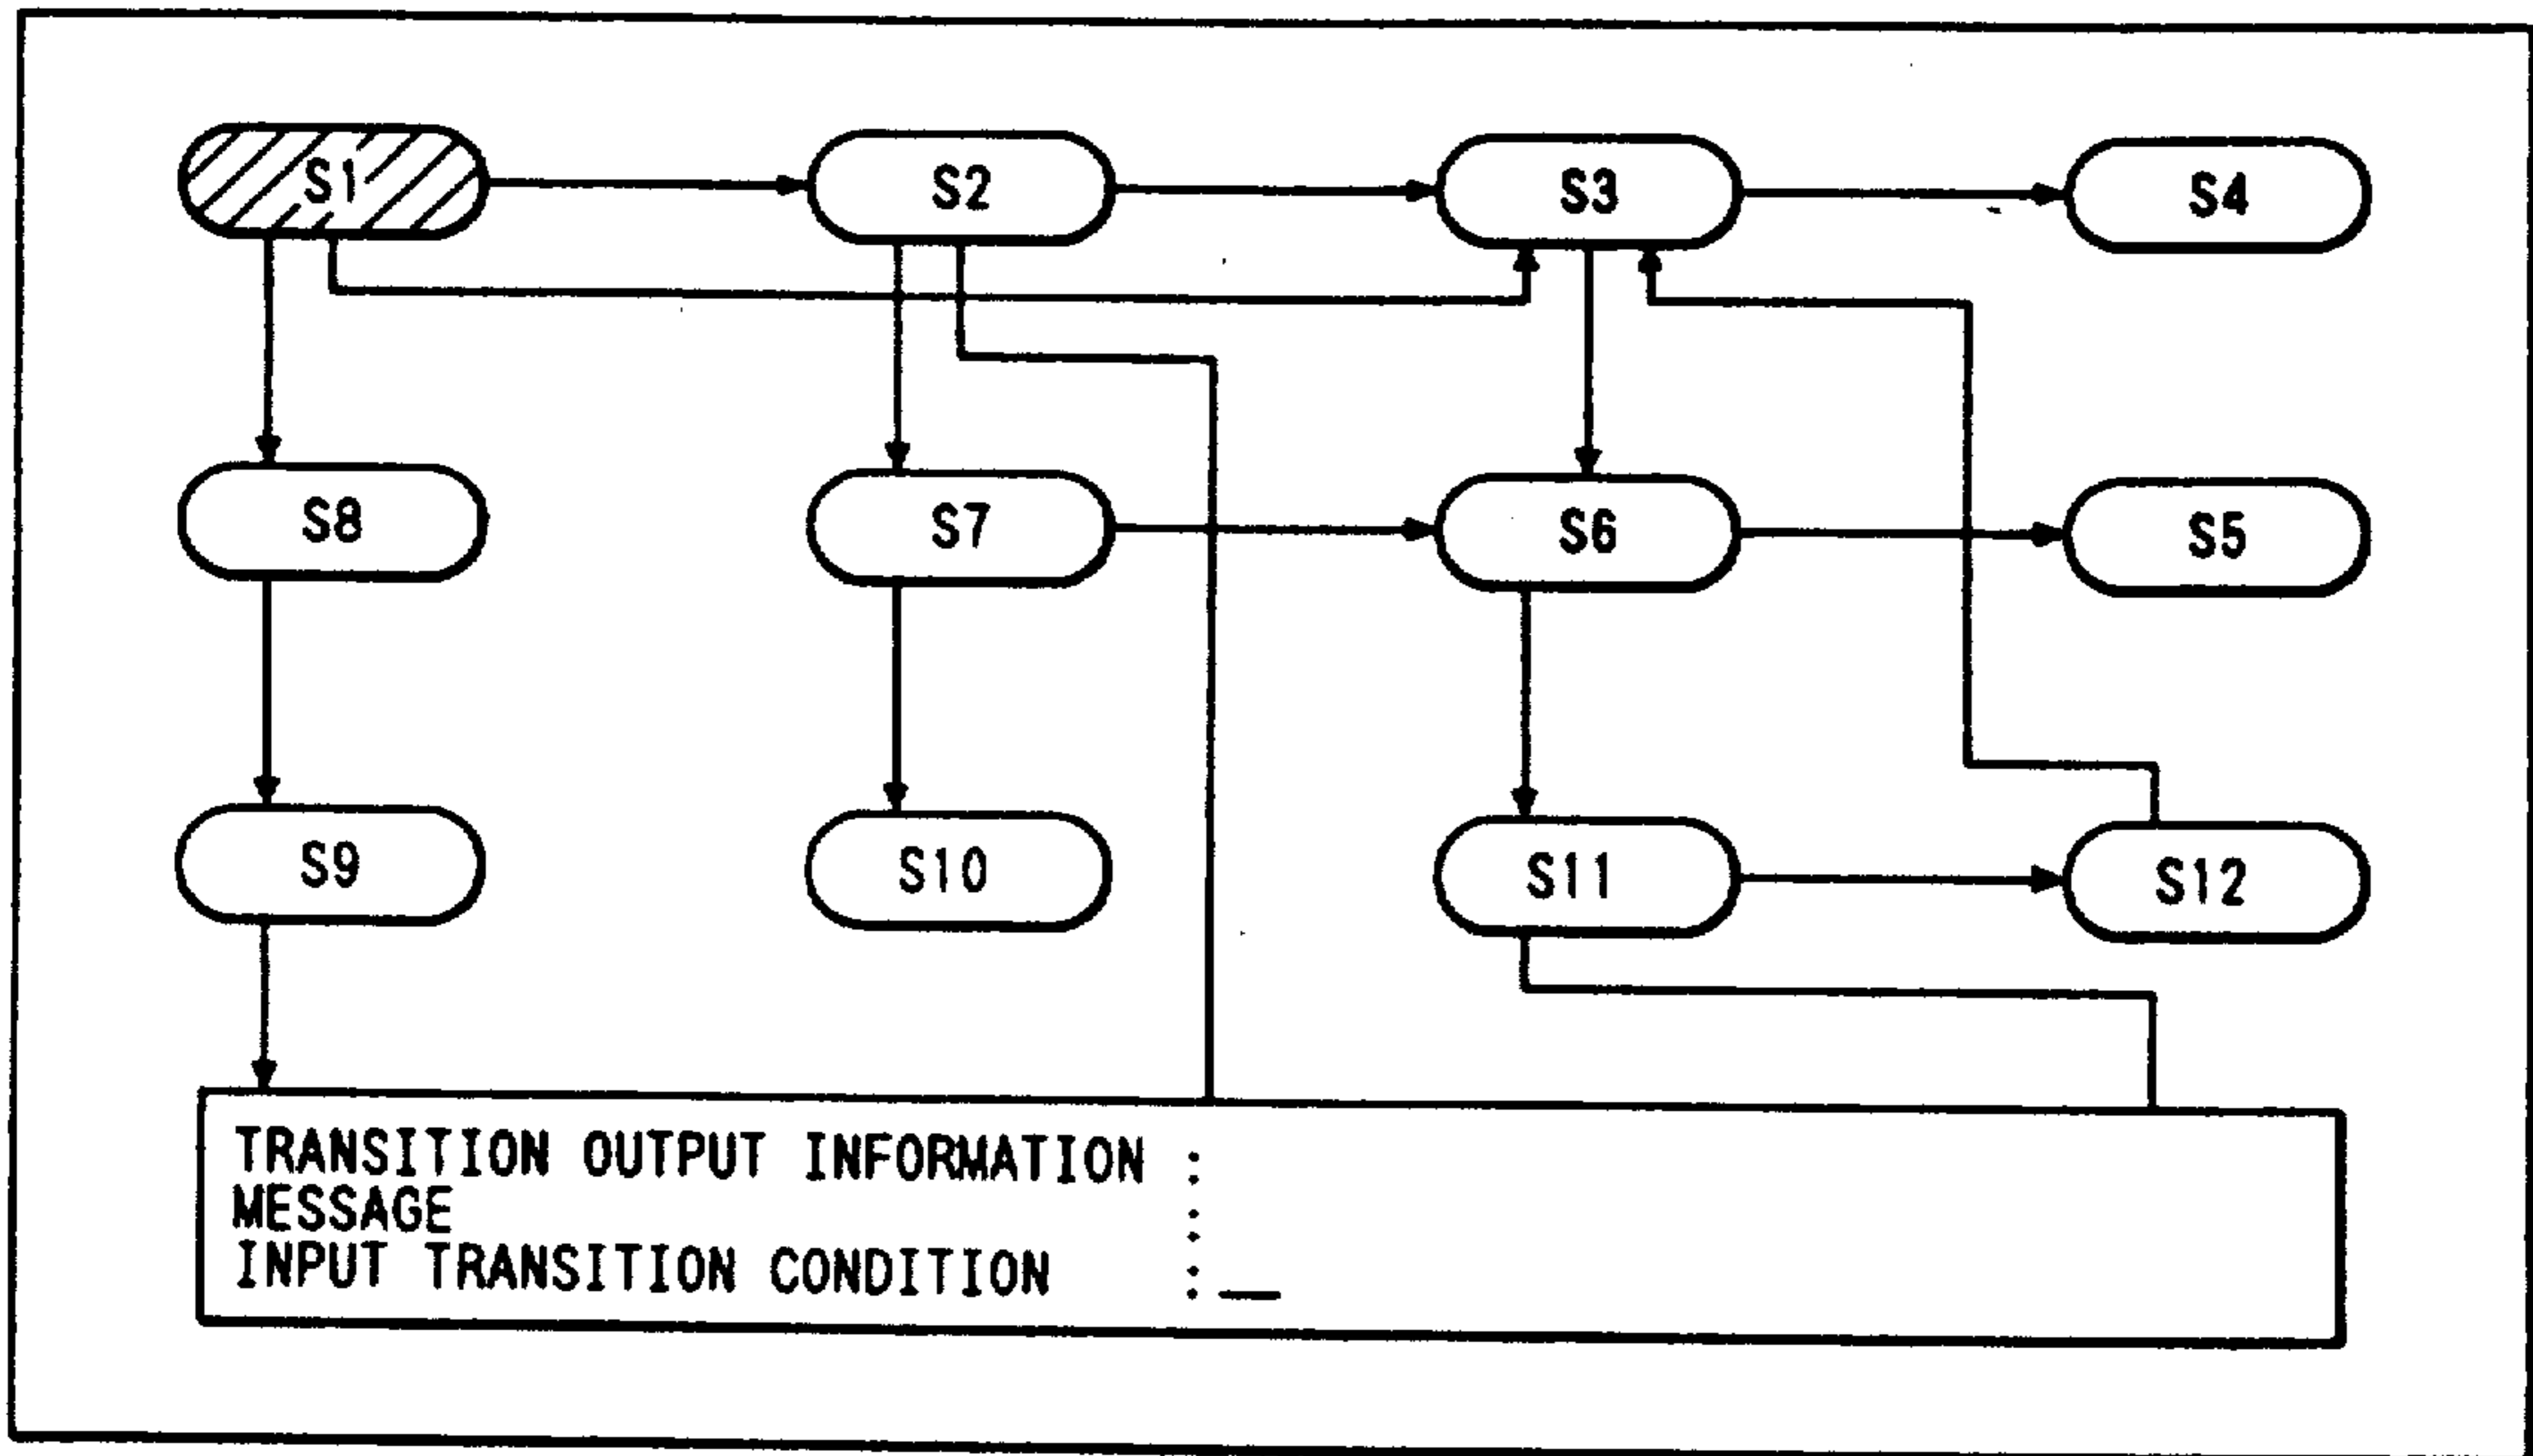 S1
S2
S3
S4
S8
S7
S6
S5
S9
S10
S11
S12
TRANSITION OUTPUT INFORMATION :
MESSAGE :
INPUT TRANSITION CONDITION : _